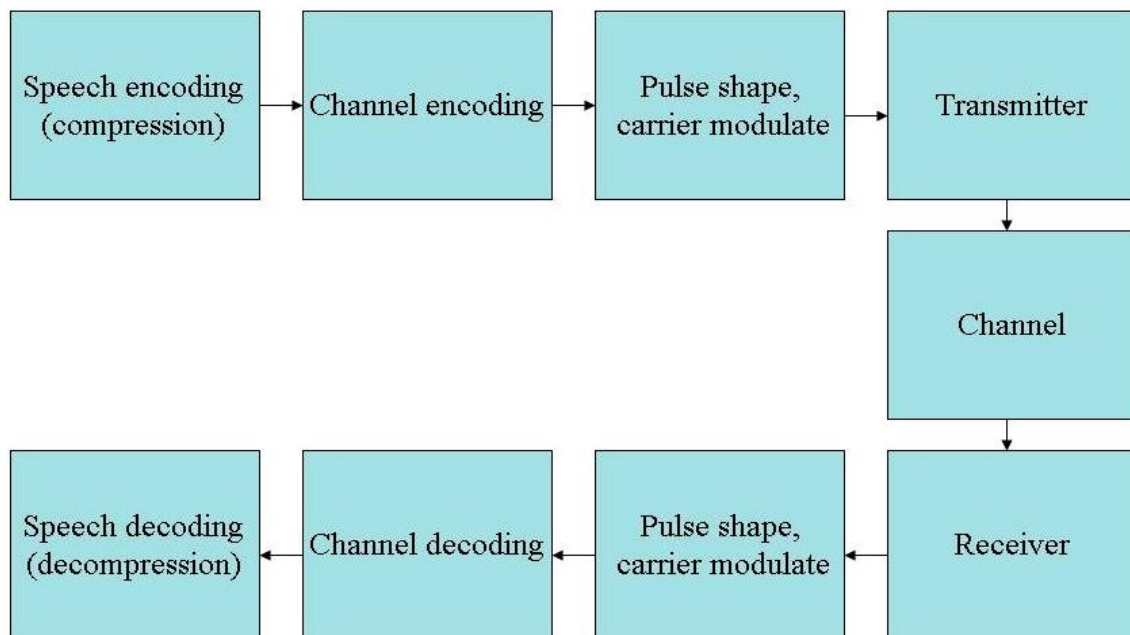 Speech encoding
(compression)
Channel encoding
Pulse shape,
carrier modulate
Transmitter
Channel
Receiver
Pulse shape,
carrier modulate
Channel decoding
Speech decoding
(decompression)